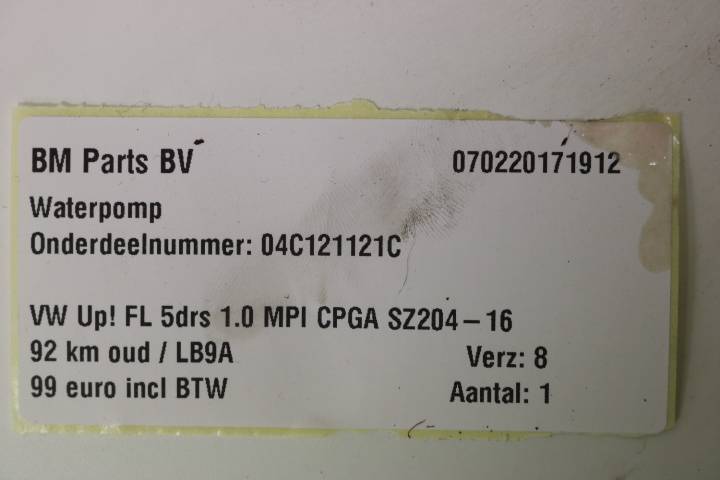 BM Parts BV 070220171912
Waterpomp
Onderdeelnummer: 04C121121C
VW Up! FL 5drs 1.0 MPI CPGA SZ204-16
92 km oud / LB9A Verz: 8
99 euro incl BTW Aantal: 1